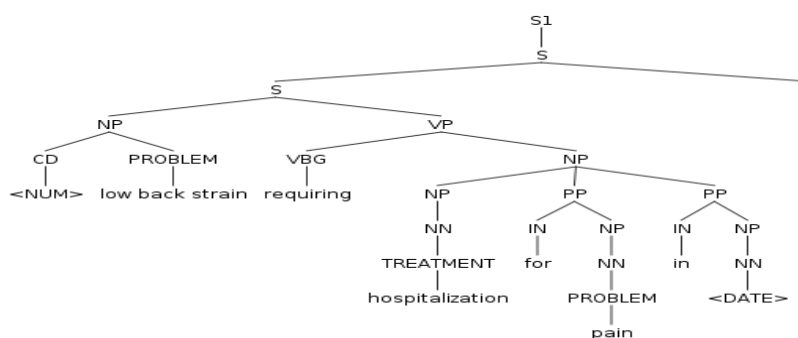 S1
S
S
NP VP
CD PROBLEM VBG NP
<NUM> low back strain requiring NP PP PP
NN IN NP IN NP
TREATMENT for NN in NN
hospitalization PROBLEM <DATE>
pain